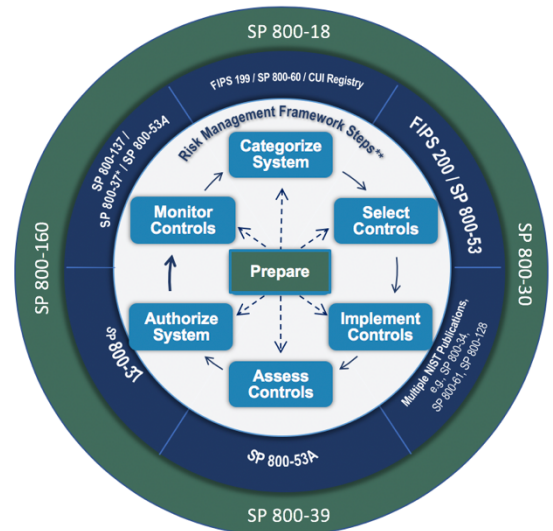 SP 800-18
FIPS 199 / SP 800-60 / CUI Registry
SP 800-137 /
SP 800-37* / SP 800-53A
FIPS 200 / SP 800-53
Risk Management Framework Steps**
Categorize
System
Monitor
Controls
Select
Controls
SP 800-160
Prepare
SP 800-30
Authorize
System
Implement
Controls
Assess
Controls
SP 800-37
Multiple NIST Publications,
e.g., SP 800-34,
SP 800-61, SP 800-128
SP 800-53A
SP 800-39